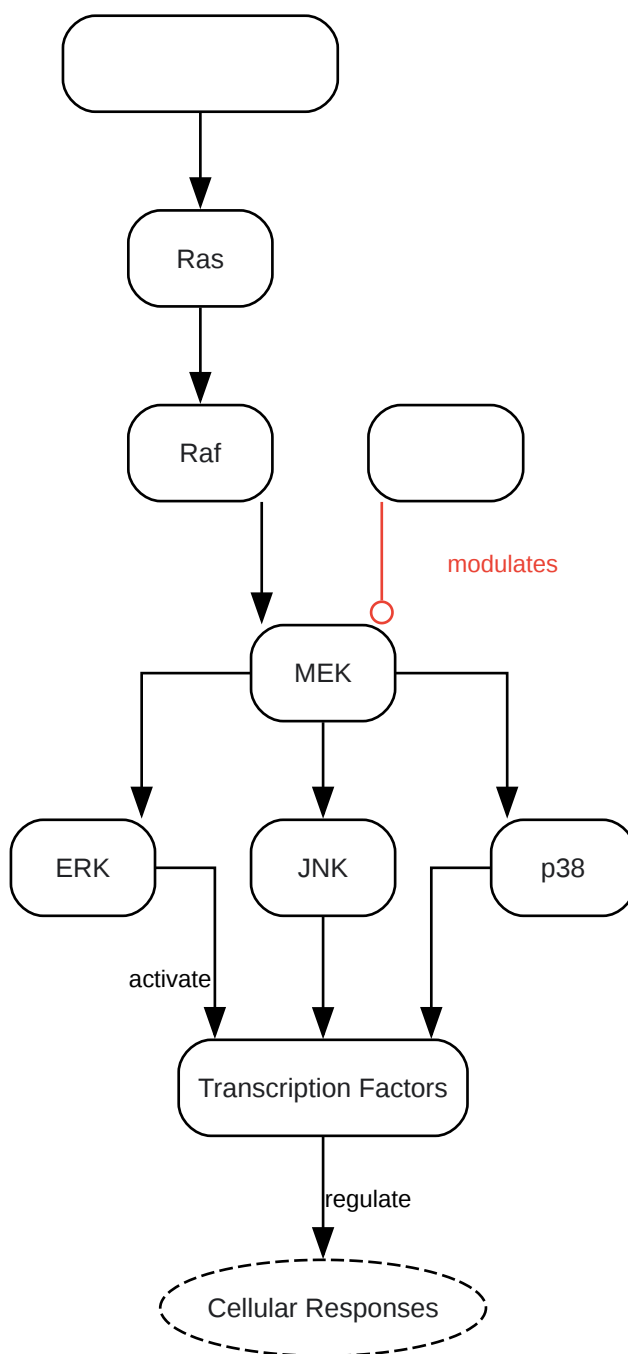 Ras
Raf
modulates
MEK
ERK
JNK
p38
activate
Transcription Factors
regulate
Cellular Responses